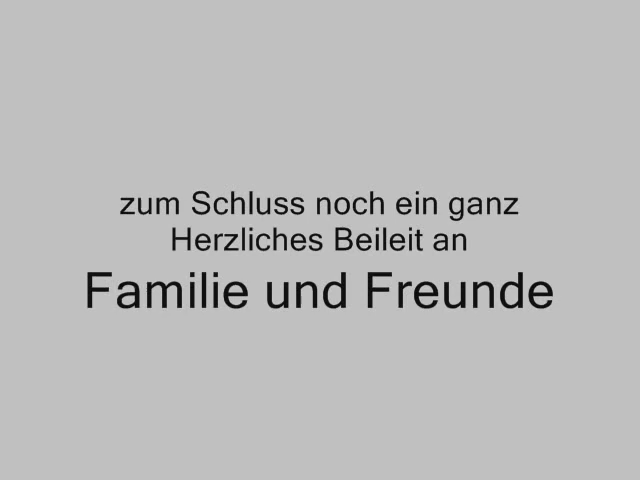 zum Schluss noch ein ganz
Herzliches Beileit an
Familie und Freunde